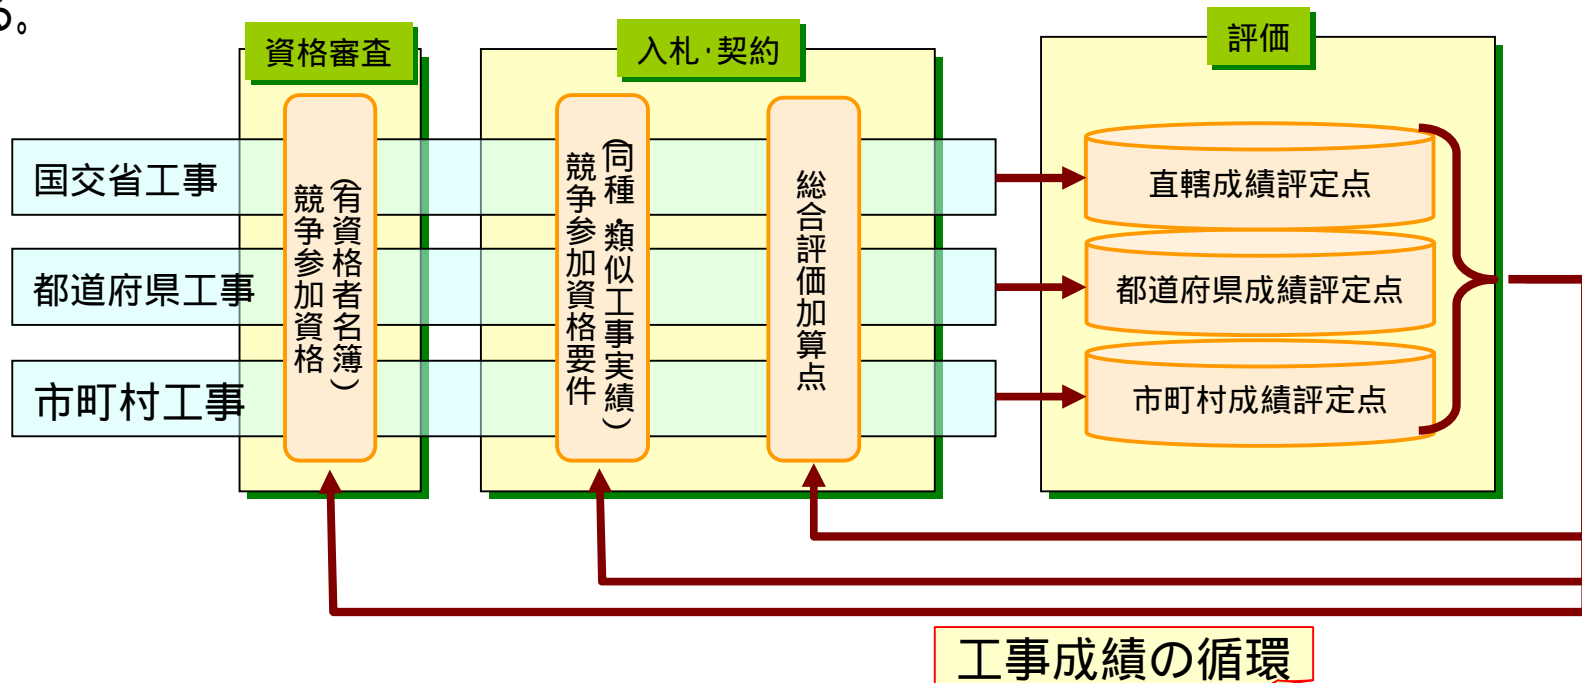 る。
資格審査
入札・契約
評価
国交省工事
都道府県工事
市町村工事
競争参加資格
(有資格者名簿)
競争参加資格要件
(同種・類似工事実績)
総合評価加算点
直轄成績評定点
都道府県成績評定点
市町村成績評定点
工事成績の循環